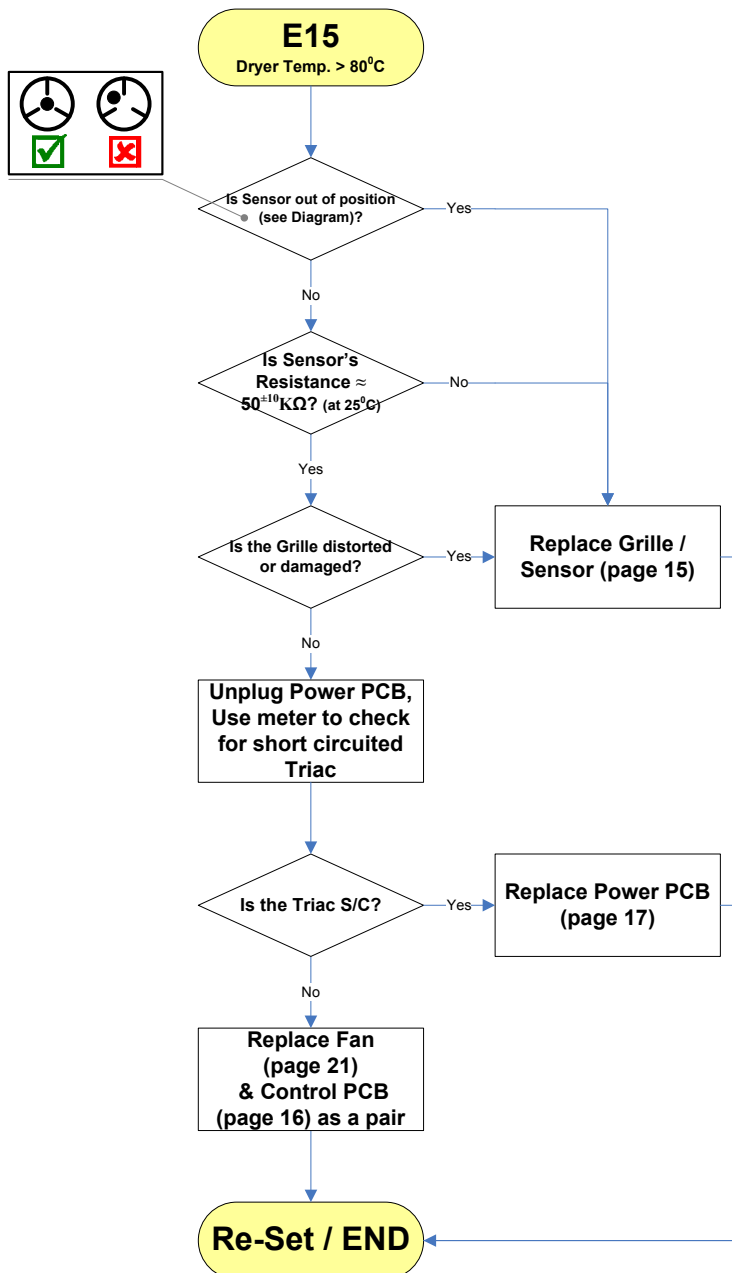 E15
Dryer Temp. > 80⁰C
Is Sensor out of position
(see Diagram)?
Yes
No
Is Sensor's
Resistance ≈
50±10KΩ? (at 25⁰C)
No
Yes
Is the Grille distorted
or damaged?
Yes
Replace Grille /
Sensor (page 15)
No
Unplug Power PCB,
Use meter to check
for short circuited
Triac
Is the Triac S/C?
Yes
Replace Power PCB
(page 17)
No
Replace Fan
(page 21)
& Control PCB
(page 16) as a pair
Re-Set / END